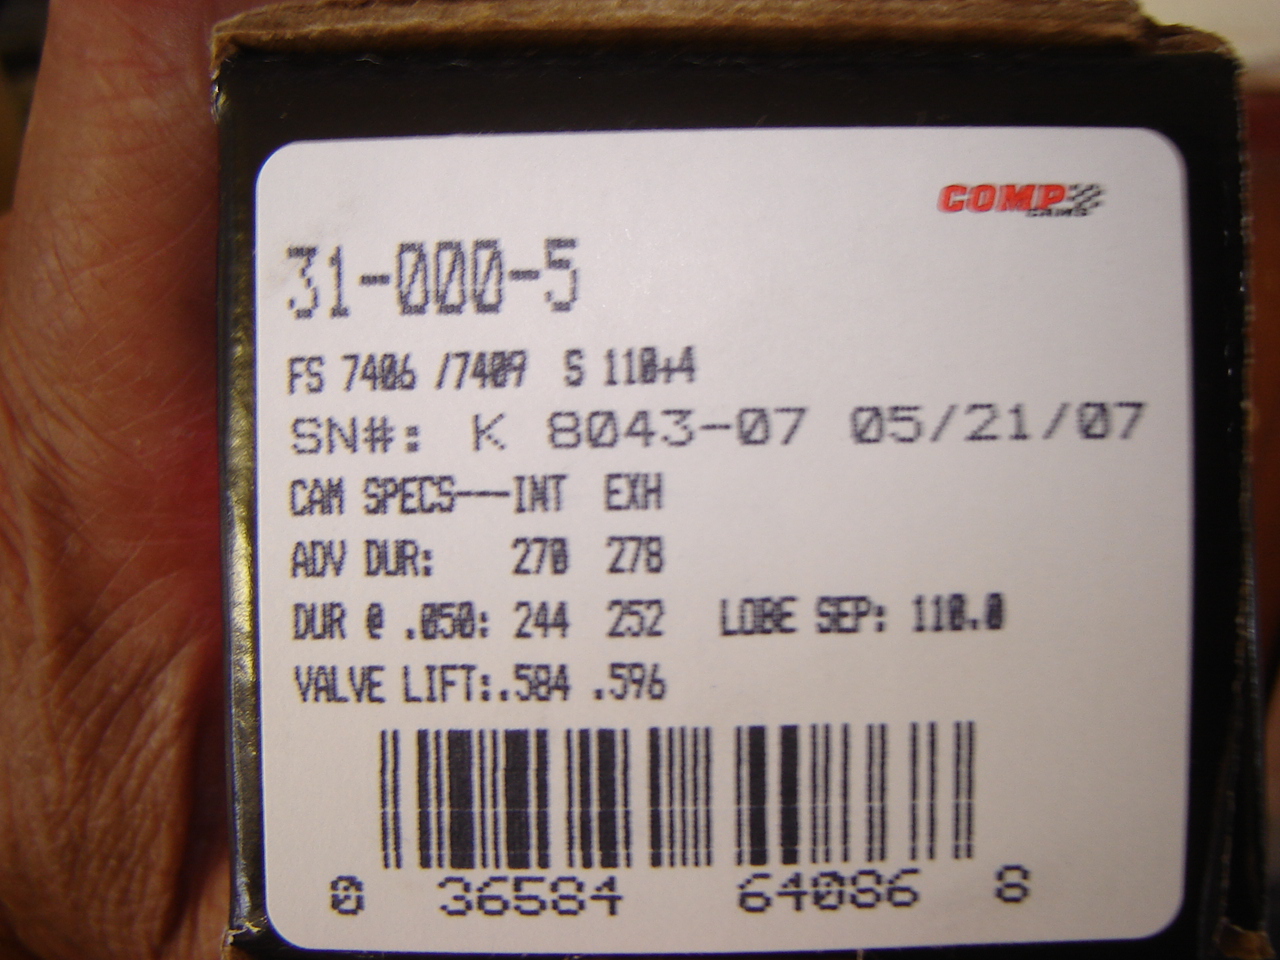 COMP
CAMS
31-000-5
FS 7406 /7409 S 110+4
SN#: K 8043-07 05/21/07
CAM SPECS---INT EXH
ADV DUR: 270 278
DUR @ .050: 244 252 LOBE SEP: 110.0
VALVE LIFT:.584 .596
0 36584 64086 8